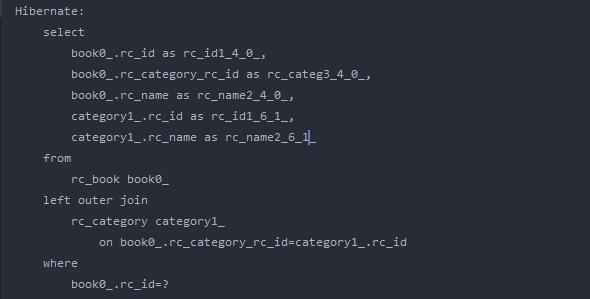 Hibernate:
select
book0_.rc_id as rc_id1_4_0_,
book0_.rc_category_rc_id as rc_categ3_4_0_,
book0_.rc_name as rc_name2_4_0_,
category1_.rc_id as rc_id1_6_1_,
category1_.rc_name as rc_name2_6_1_
from
rc_book book0_
left outer join
rc_category category1_
on book0_.rc_category_rc_id=category1_.rc_id
where
book0_.rc_id=?